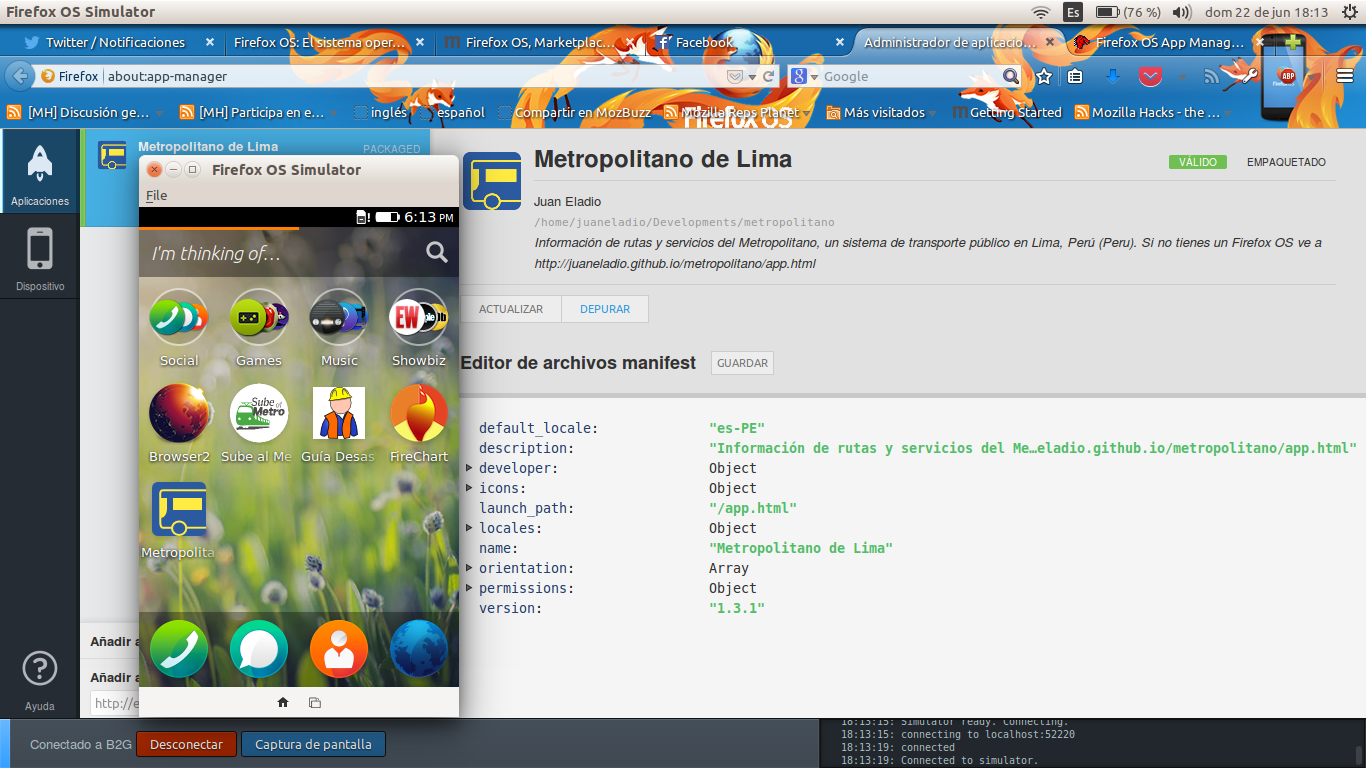 Firefox OS Simulator
Es
(76 %)
dom 22 de jun 18:13
Twitter / Notificaciones
Firefox OS: El sistema oper...
Firefox OS, Marketplac...
Facebook
Administrador de aplicacio...
Firefox OS App Manag...
Firefox
about:app-manager
Google
ABP
[MH] Discusión ge...
[MH] Participa en e...
inglés
español
Compartir en MozBuzz
Mozilla Reps Planet
Más visitados
Getting Started
Mozilla Hacks - the ...
Firefox OS
Aplicaciones
Dispositivo
Ayuda
Metropolitano de Lima
PACKAGED
Añadir a
Añadir a
http://e
Firefox OS Simulator
File
6:13 PM
I'm thinking of...
Social
Games
Music
Showbiz
EW
Browser2
Sube al Me
Guía Desas
FireChart
Sube al
Metro
Metropolita
Metropolitano de Lima
VÁLIDO
EMPAQUETADO
Juan Eladio
/home/juaneladio/Developments/metropolitano
Información de rutas y servicios del Metropolitano, un sistema de transporte público en Lima, Perú (Peru). Si no tienes un Firefox OS ve a
http://juaneladio.github.io/metropolitano/app.html
ACTUALIZAR
DEPURAR
Editor de archivos manifest
GUARDAR
default_locale: "es-PE"
description: "Información de rutas y servicios del Me…eladio.github.io/metropolitano/app.html"
developer: Object
icons: Object
launch_path: "/app.html"
locales: Object
name: "Metropolitano de Lima"
orientation: Array
permissions: Object
version: "1.3.1"
Conectado a B2G
Desconectar
Captura de pantalla
18:13:15: Simulator ready. Connecting.
18:13:15: connecting to localhost:52220
18:13:19: connected
18:13:19: Connected to simulator.